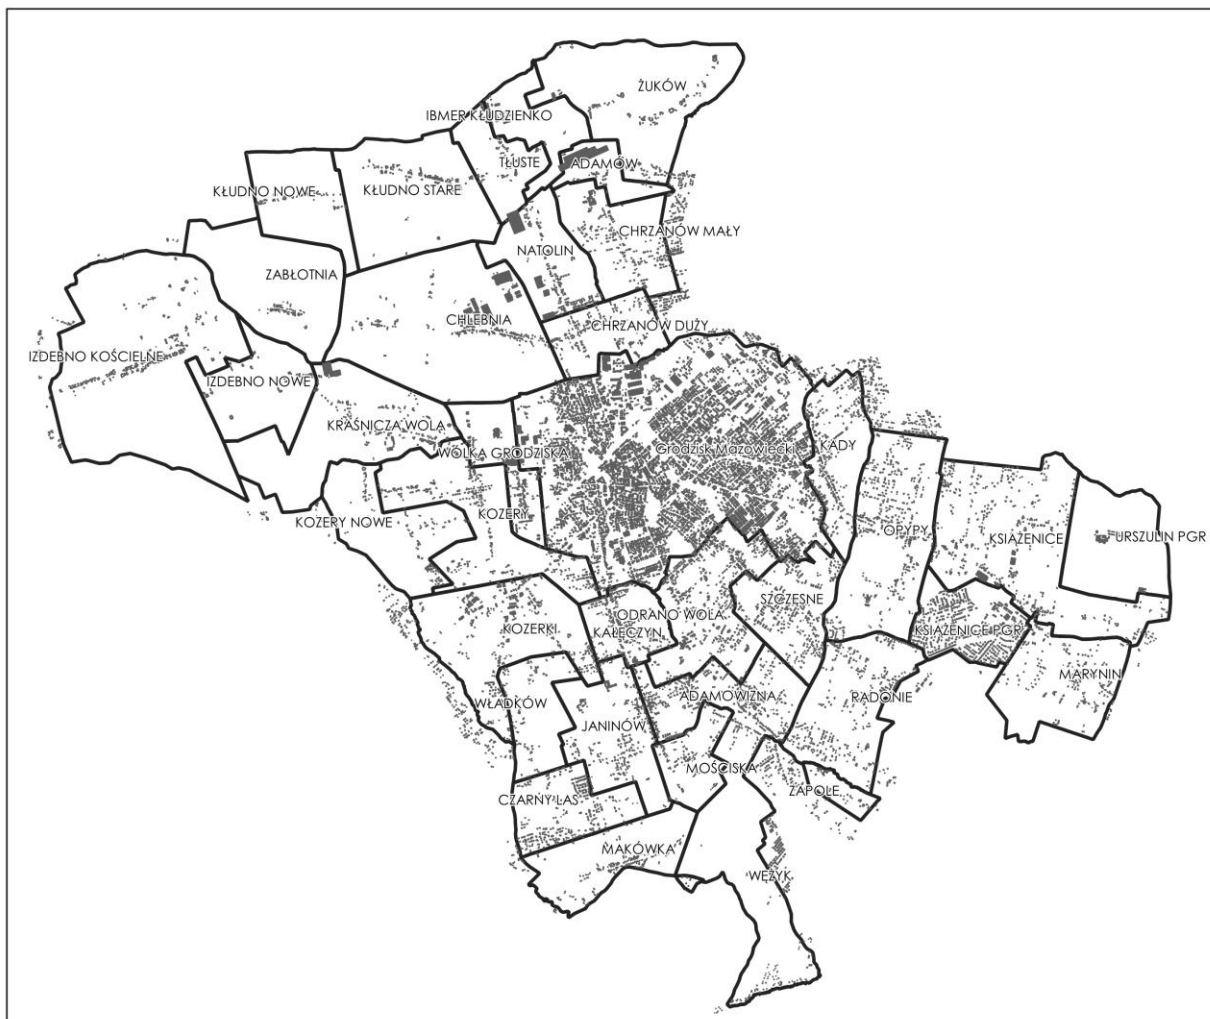 ŻUKÓW
IBMER KŁUDZIENKO
TŁUSTE
ADAMÓW
KŁUDNO NOWE
KŁUDNO STARE
CHRZANÓW MAŁY
NATOLIN
ZABŁOTNIA
CHLEBNIA
CHRZANÓW DUŻY
IZDEBNO KOŚCIELNE
IZDEBNO NOWE
KRAŚNICZA WOLA
WÓLKA GRODZISKA
Grodzisk Mazowiecki
KADY
KOZERY NOWE
KOZERY
OPYPY
KSIĄŻENICE
URSZULIN PGR
SZCZĘSNE
ODRANO WOLA
KOZERKI
KAŁĘCZYN
KSIĄŻENICE PGR
MARYNIN
WŁADKÓW
ADAMOWIZNA
RADONIE
JANINÓW
MOŚCISKA
ZAPOLE
CZARNY LAS
MAKÓWKA
WĘŻYK